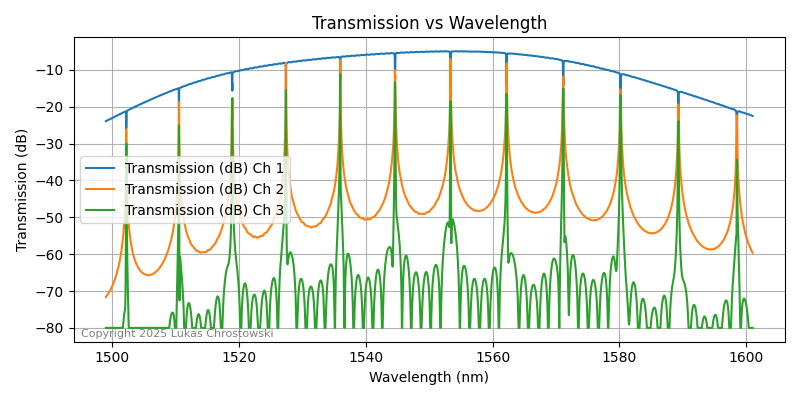 Transmission vs Wavelength
Transmission (dB)
−10
−20
−30
−40
−50
−60
−70
−80
Transmission (dB) Ch 1
Transmission (dB) Ch 2
Transmission (dB) Ch 3
Copyright 2025 Lukas Chrostowski
1500
1520
1540
1560
1580
1600
Wavelength (nm)